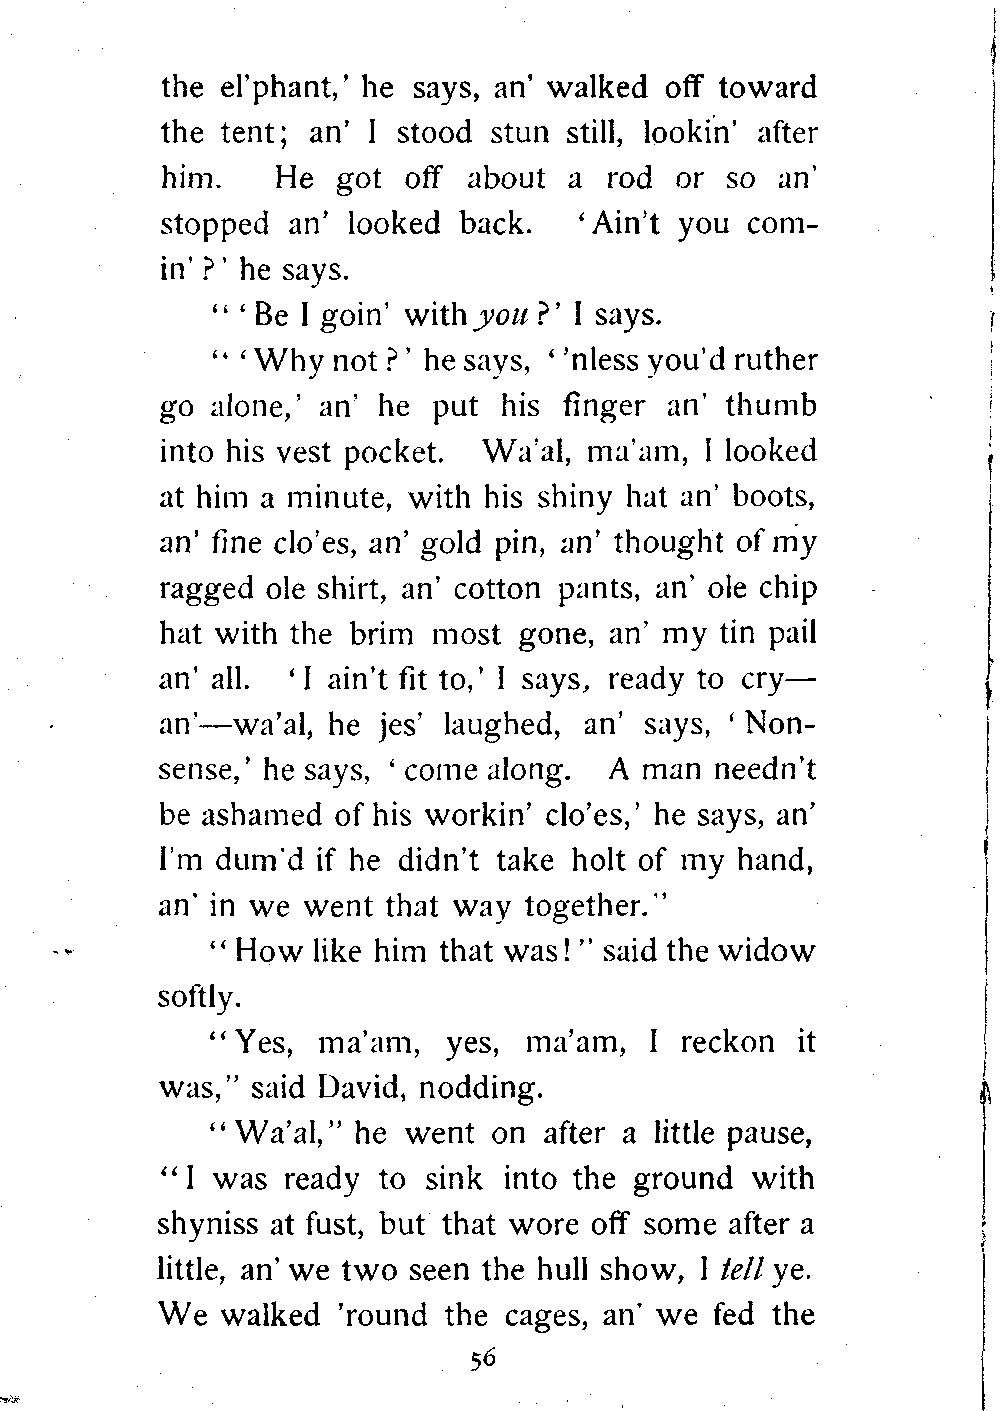 the el'phant,' he says, an' walked off toward
the tent; an' I stood stun still, lookin' after
him. He got off about a rod or so an'
stopped an' looked back. 'Ain't you com-
in'?' he says.
"'Be I goin' with you?' I says.
"'Why not?' he says, ''nless you'd ruther
go alone,' an' he put his finger an' thumb
into his vest pocket. Wa'al, ma'am, I looked
at him a minute, with his shiny hat an' boots,
an' fine clo'es, an' gold pin, an' thought of my
ragged ole shirt, an' cotton pants, an' ole chip
hat with the brim most gone, an' my tin pail
an' all. 'I ain't fit to,' I says, ready to cry—
an'—wa'al, he jes' laughed, an' says, 'Non-
sense,' he says, 'come along. A man needn't
be ashamed of his workin' clo'es,' he says, an'
I'm dum'd if he didn't take holt of my hand,
an' in we went that way together."
"How like him that was!" said the widow
softly.
"Yes, ma'am, yes, ma'am, I reckon it
was," said David, nodding.
"Wa'al," he went on after a little pause,
"I was ready to sink into the ground with
shyniss at fust, but that wore off some after a
little, an' we two seen the hull show, I tell ye.
We walked 'round the cages, an' we fed the
56